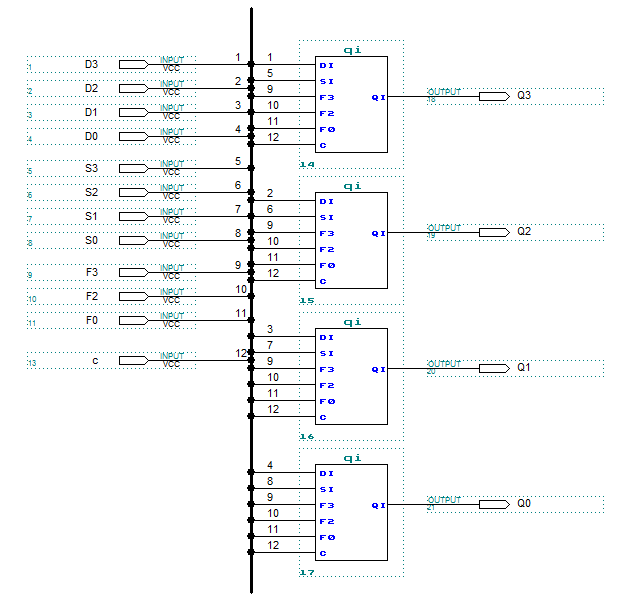 1 D3 INPUT VCC 1
2 D2 INPUT VCC 2
3 D1 INPUT VCC 3
4 D0 INPUT VCC 4
5 S3 INPUT VCC 5
6 S2 INPUT VCC 6
7 S1 INPUT VCC 7
8 S0 INPUT VCC 8
9 F3 INPUT VCC 9
10 F2 INPUT VCC 10
11 F0 INPUT VCC 11
13 c INPUT VCC 12
qi
1 DI
5 SI
9 F3 QI OUTPUT 18 Q3
10 F2
11 F0
12 C
14
qi
2 DI
6 SI
9 F3 QI OUTPUT 19 Q2
10 F2
11 F0
12 C
15
qi
3 DI
7 SI
9 F3 QI OUTPUT 20 Q1
10 F2
11 F0
12 C
16
qi
4 DI
8 SI
9 F3 QI OUTPUT 21 Q0
10 F2
11 F0
12 C
17